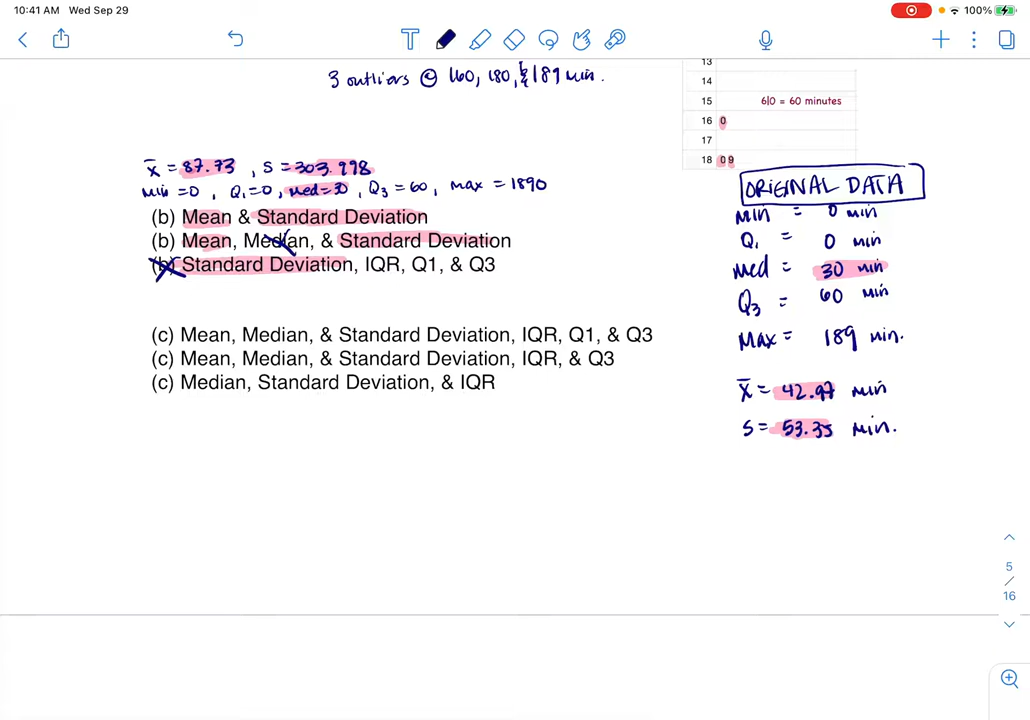 10:41 AM Wed Sep 29
100%
3 outliers @ 160, 180, & 189 min.
13
14
15 6|0 = 60 minutes
16 0
17
18 0 9
x̄ = 87.73 , s = 303.998
min = 0 , Q1 = 0 , med = 30 , Q3 = 60 , max = 1890
(b) Mean & Standard Deviation
(b) Mean, Median, & Standard Deviation
(b) Standard Deviation, IQR, Q1, & Q3
(c) Mean, Median, & Standard Deviation, IQR, Q1, & Q3
(c) Mean, Median, & Standard Deviation, IQR, & Q3
(c) Median, Standard Deviation, & IQR
ORIGINAL DATA
Min = 0 min
Q1 = 0 min
Med = 30 min
Q3 = 60 min
Max = 189 min.
x̄ = 42.97 min
s = 53.35 min.
5
/
16